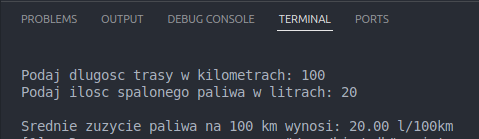 PROBLEMS OUTPUT DEBUG CONSOLE TERMINAL PORTS
Podaj dlugosc trasy w kilometrach: 100
Podaj ilosc spalonego paliwa w litrach: 20
Srednie zuzycie paliwa na 100 km wynosi: 20.00 l/100km